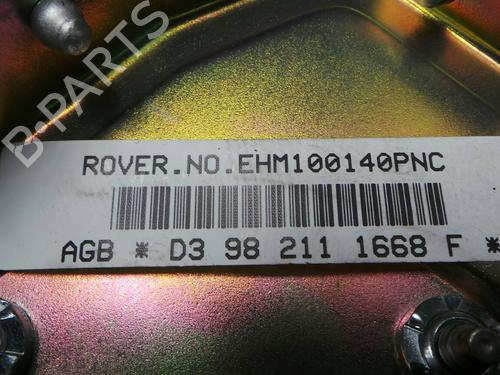 B-PARTS
ROVER.NO.EHM100140PNC
AGB * D3 98 211 1668 F *